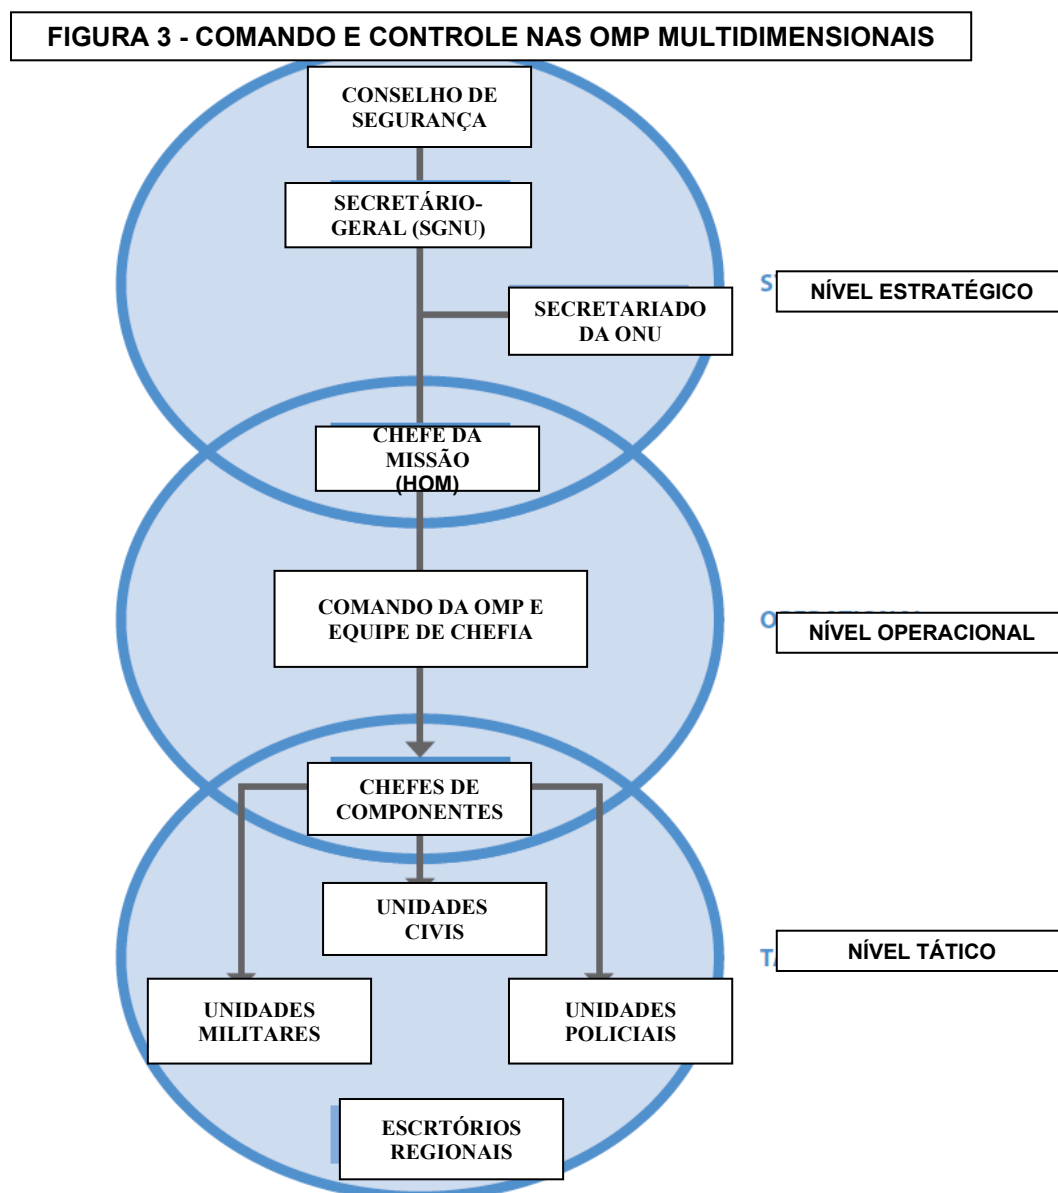 FIGURA 3 - COMANDO E CONTROLE NAS OMP MULTIDIMENSIONAIS
CONSELHO DE
SEGURANÇA
SECRETÁRIO-
GERAL (SGNU)
NÍVEL ESTRATÉGICO
SECRETARIADO
DA ONU
CHEFE DA
MISSÃO
(HOM)
COMANDO DA OMP E
EQUIPE DE CHEFIA
NÍVEL OPERACIONAL
CHEFES DE
COMPONENTES
UNIDADES
CIVIS
NÍVEL TÁTICO
UNIDADES
MILITARES
UNIDADES
POLICIAIS
ESCRTÓRIOS
REGIONAIS